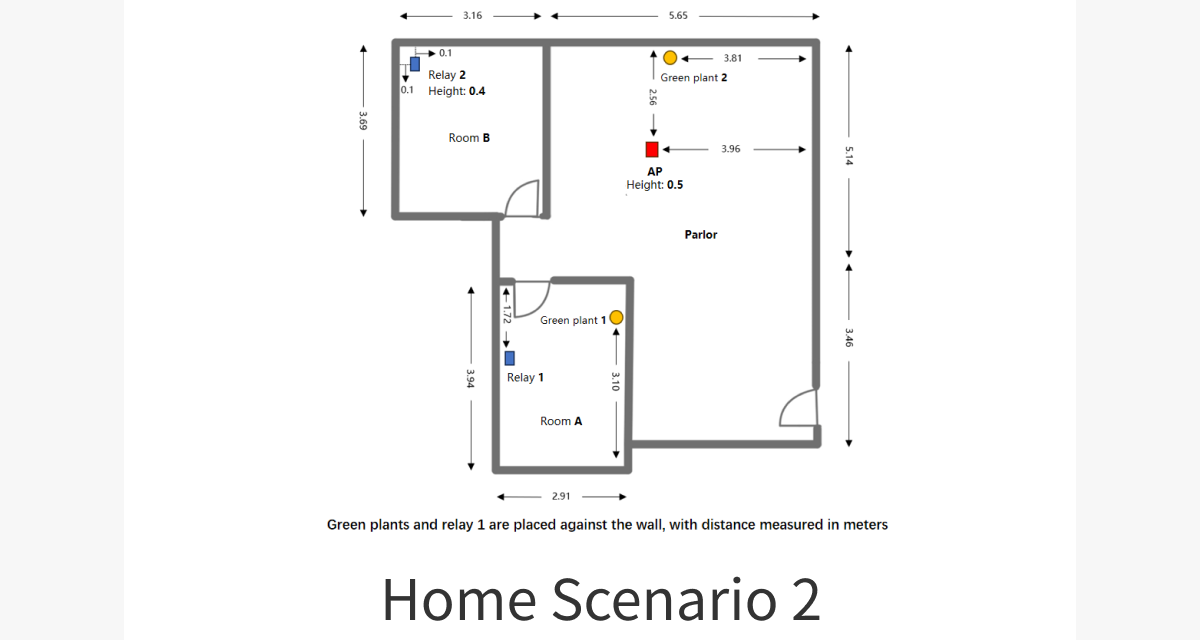 3.16
5.65
0.1
Relay 2
0.1
Height: 0.4
3.69
Room B
3.81
Green plant 2
2.56
3.96
AP
Height: 0.5
5.14
Parlor
1.72
Green plant 1
3.46
Relay 1
3.94
3.10
Room A
2.91
Green plants and relay 1 are placed against the wall, with distance measured in meters
Home Scenario 2